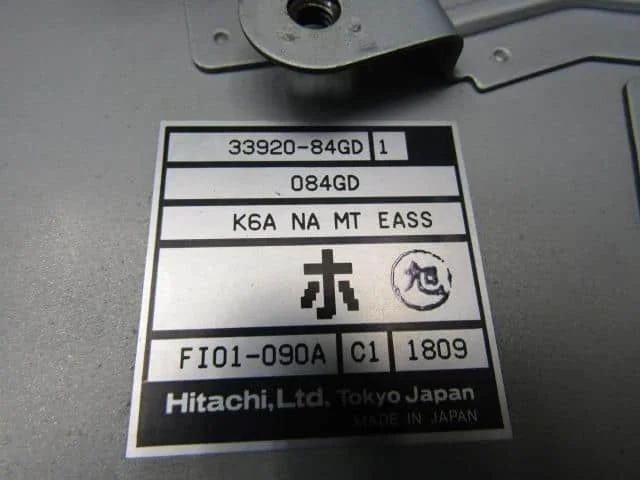 33920-84GD 1
084GD
K6A NA MT EASS
ホ 旭
FI01-090A C1 1809
Hitachi,Ltd. Tokyo Japan
MADE IN JAPAN